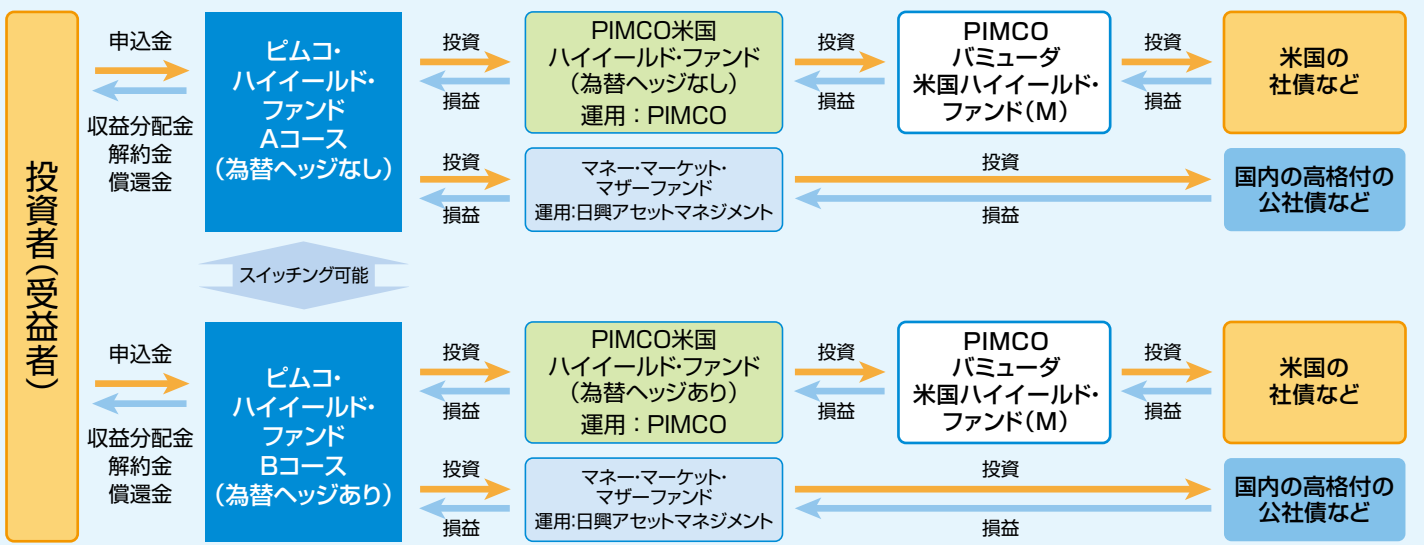 投資者(受益者)
申込金
収益分配金
解約金
償還金
ピムコ・
ハイイールド・
ファンド
Aコース
(為替ヘッジなし)
投資
損益
PIMCO米国
ハイイールド・ファンド
(為替ヘッジなし)
運用：PIMCO
投資
損益
PIMCO
バミューダ
米国ハイイールド・
ファンド(M)
投資
損益
米国の
社債など
投資
損益
マネー・マーケット・
マザーファンド
運用:日興アセットマネジメント
投資
損益
国内の高格付の
公社債など
スイッチング可能
申込金
収益分配金
解約金
償還金
ピムコ・
ハイイールド・
ファンド
Bコース
(為替ヘッジあり)
投資
損益
PIMCO米国
ハイイールド・ファンド
(為替ヘッジあり)
運用：PIMCO
投資
損益
PIMCO
バミューダ
米国ハイイールド・
ファンド(M)
投資
損益
米国の
社債など
投資
損益
マネー・マーケット・
マザーファンド
運用:日興アセットマネジメント
投資
損益
国内の高格付の
公社債など